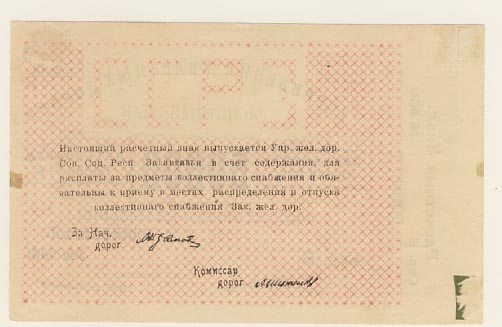 Настоящий расчетный знак выпускается Упр. жел. дор.
Сов. Соц. Респ Закавказья в счет содержания, для
расплаты за предметы коллективного снабжения и обя-
зательны к приему в местах распределения и отпуска
коллективного снабжения Зак. жел. дор.
За Нач.
дорог
Комиссар
дорог